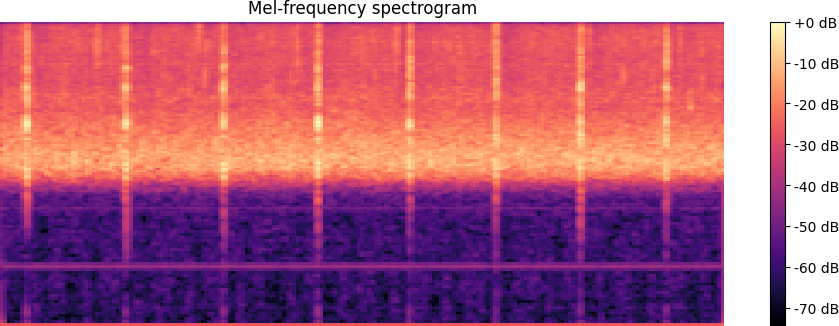 Mel-frequency spectrogram
+0 dB
-10 dB
-20 dB
-30 dB
-40 dB
-50 dB
-60 dB
-70 dB